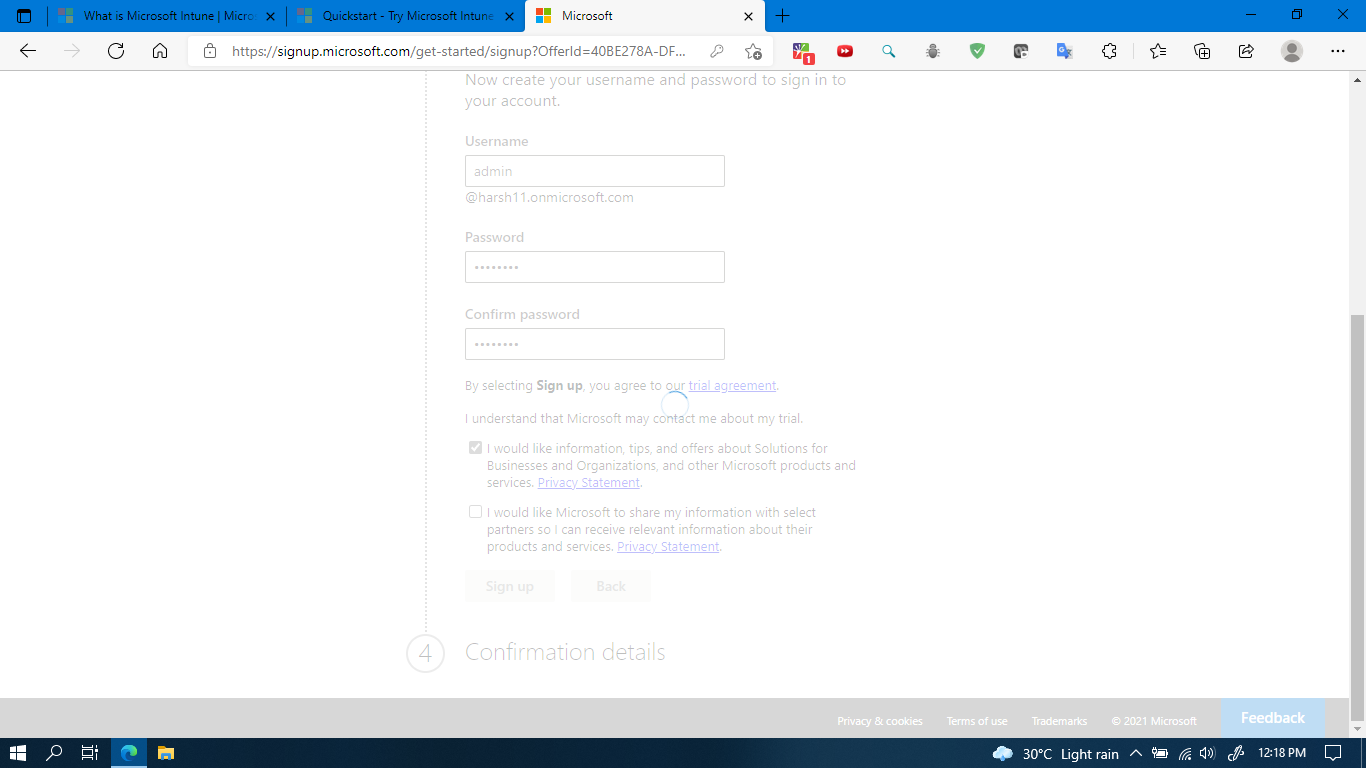 What is Microsoft Intune | Micro
Quickstart - Try Microsoft Intune
Microsoft
https://signup.microsoft.com/get-started/signup?OfferId=40BE278A-DF...
1
Now create your username and password to sign in to
your account.
Username
admin
@harsh11.onmicrosoft.com
Password
••••••••
Confirm password
••••••••
By selecting Sign up, you agree to our trial agreement.
I understand that Microsoft may contact me about my trial.
I would like information, tips, and offers about Solutions for
Businesses and Organizations, and other Microsoft products and
services. Privacy Statement.
I would like Microsoft to share my information with select
partners so I can receive relevant information about their
products and services. Privacy Statement.
Sign up
Back
4
Confirmation details
Privacy & cookies
Terms of use
Trademarks
© 2021 Microsoft
Feedback
30°C Light rain
12:18 PM